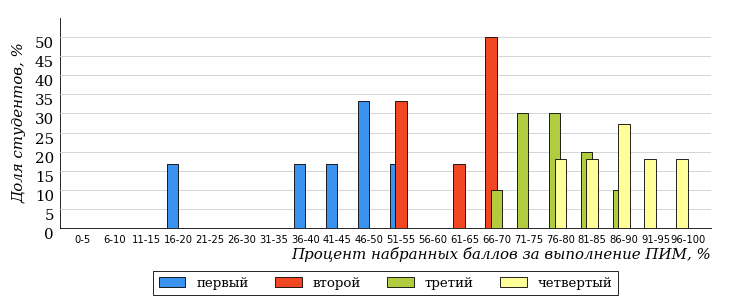 Доля студентов, %
50
45
40
35
30
25
20
15
10
5
0
0-5 6-10 11-15 16-20 21-25 26-30 31-35 36-40 41-45 46-50 51-55 56-60 61-65 66-70 71-75 76-80 81-85 86-90 91-95 96-100
Процент набранных баллов за выполнение ПИМ, %
первый второй третий четвертый